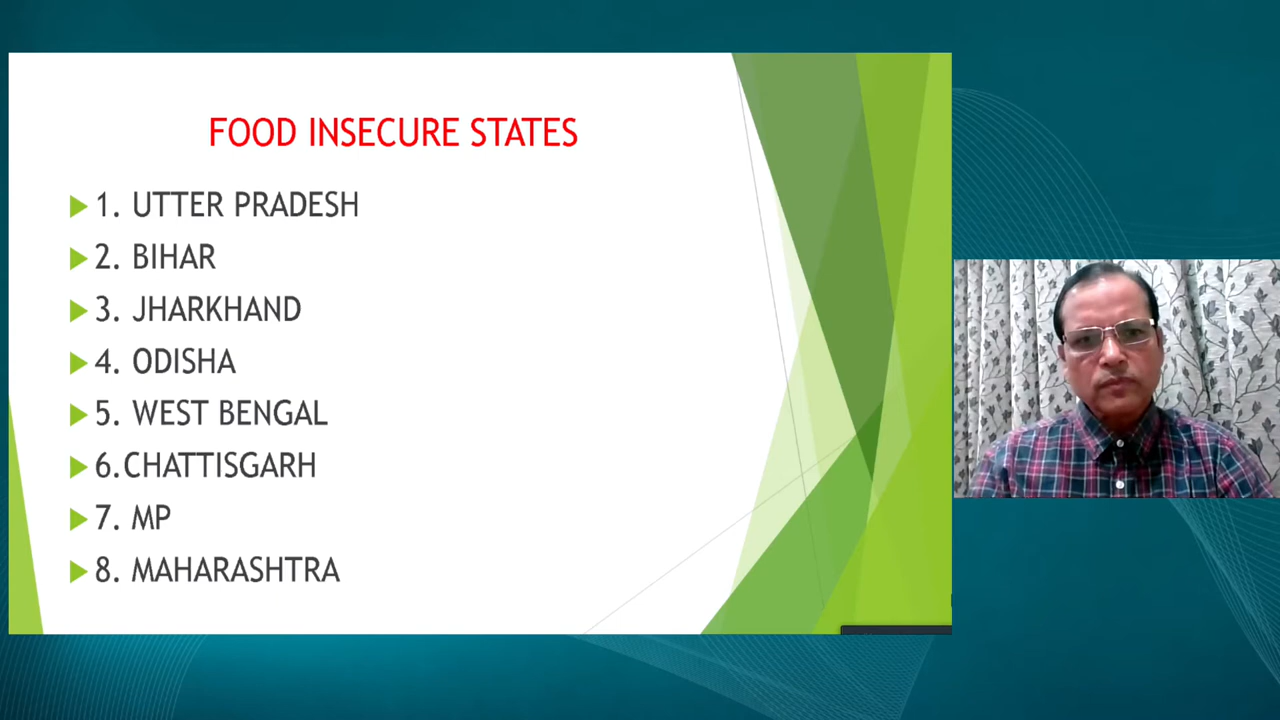 FOOD INSECURE STATES
1. UTTER PRADESH
2. BIHAR
3. JHARKHAND
4. ODISHA
5. WEST BENGAL
6.CHATTISGARH
7. MP
8. MAHARASHTRA